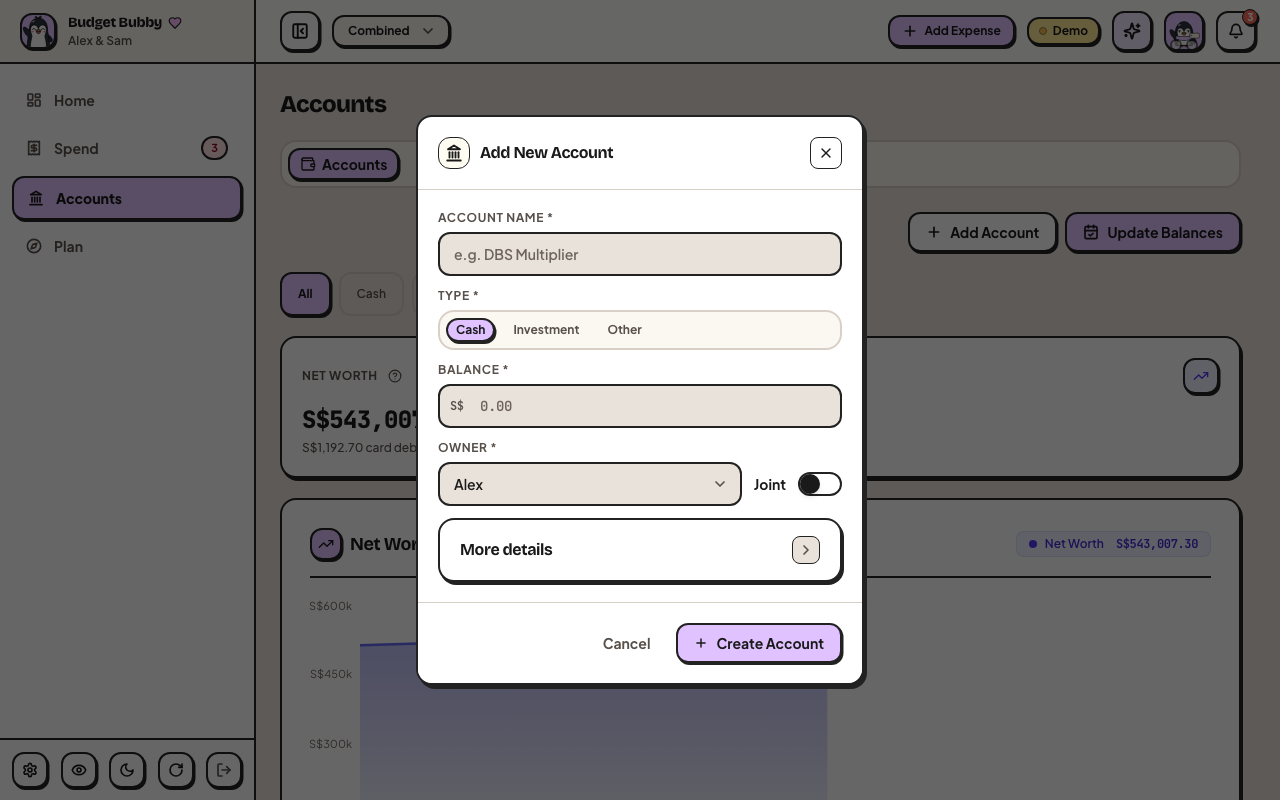 Budget Bubby
Alex & Sam
Combined
Add Expense
Demo
3
Home
Spend
3
Accounts
Plan
Accounts
Accounts
Add Account
Update Balances
All
Cash
NET WORTH
S$543,007
S$1,192.70 card deb
Net Wor
Net Worth S$543,007.30
S$600k
S$450k
S$300k
Add New Account
ACCOUNT NAME *
e.g. DBS Multiplier
TYPE *
Cash
Investment
Other
BALANCE *
S$ 0.00
OWNER *
Alex
Joint
More details
Cancel
Create Account